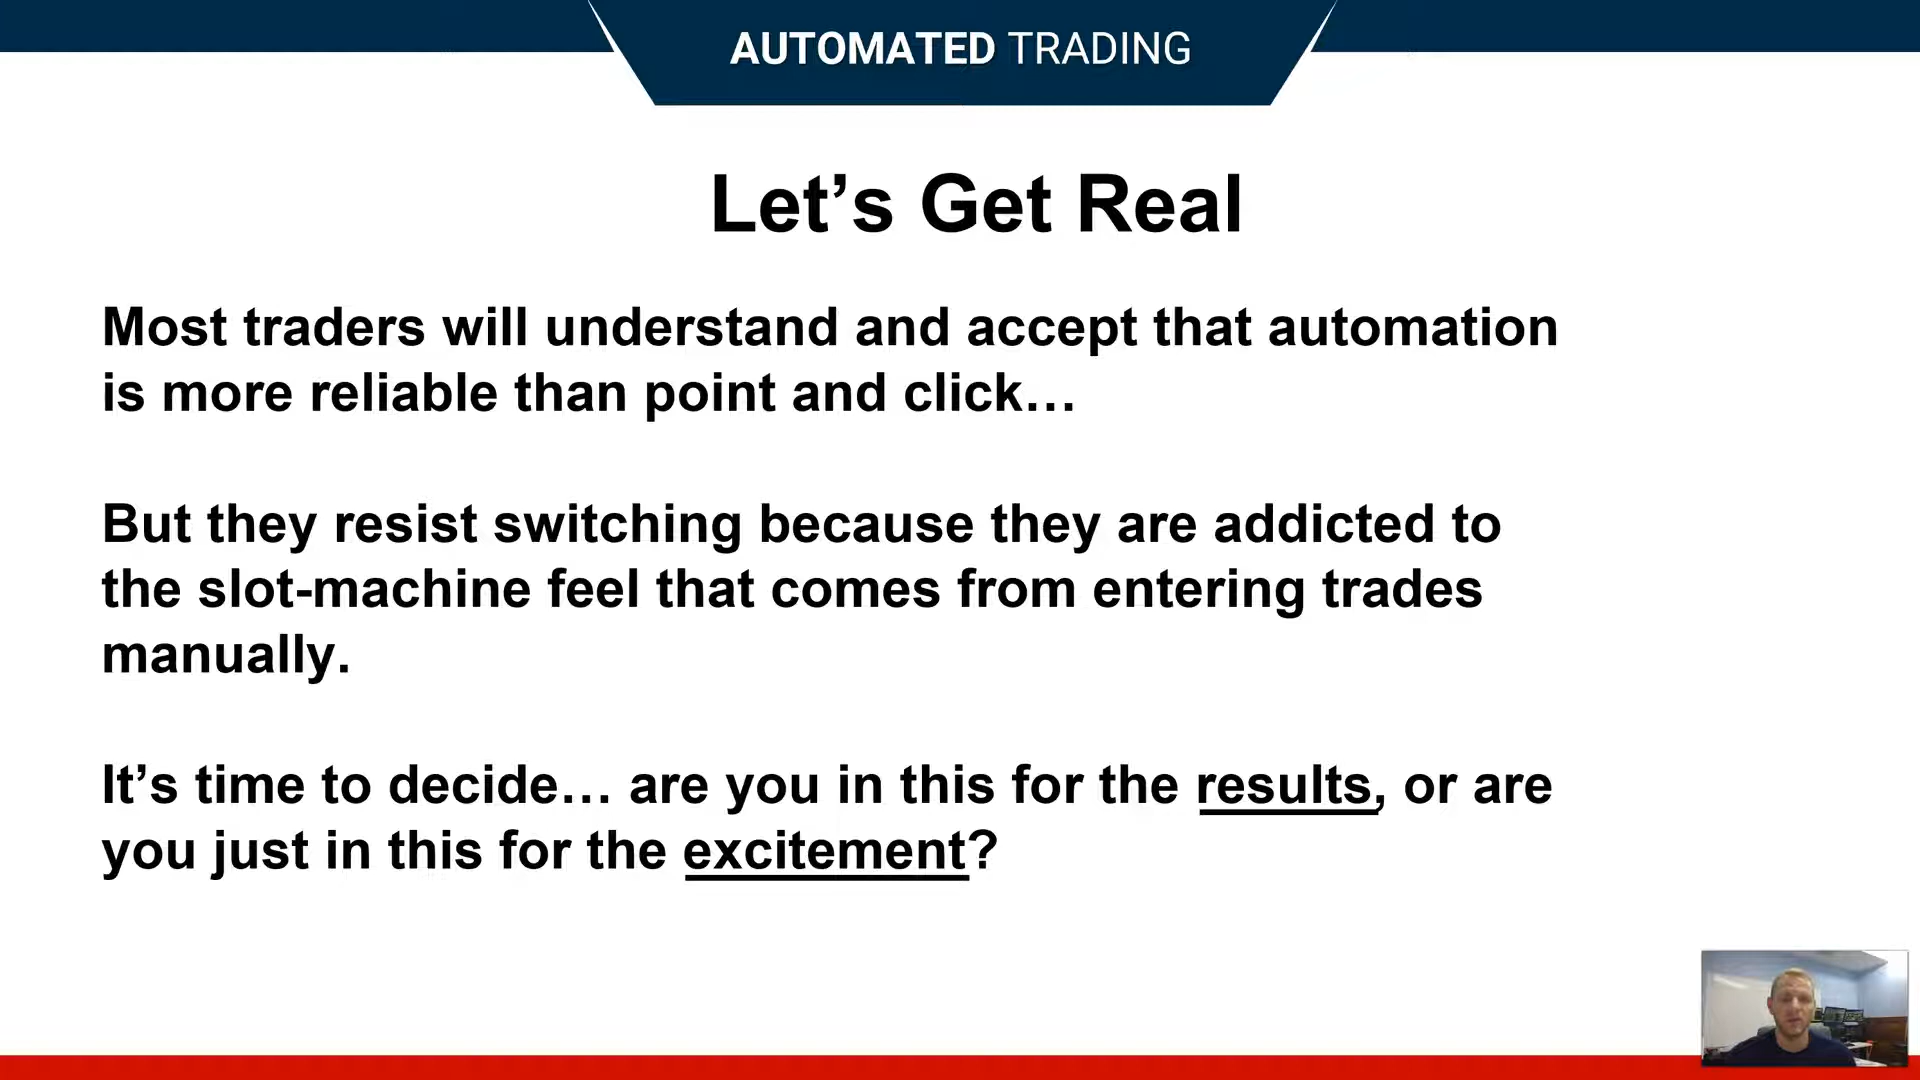 AUTOMATED TRADING
Let’s Get Real
Most traders will understand and accept that automation
is more reliable than point and click…
But they resist switching because they are addicted to
the slot-machine feel that comes from entering trades
manually.
It’s time to decide… are you in this for the results, or are
you just in this for the excitement?